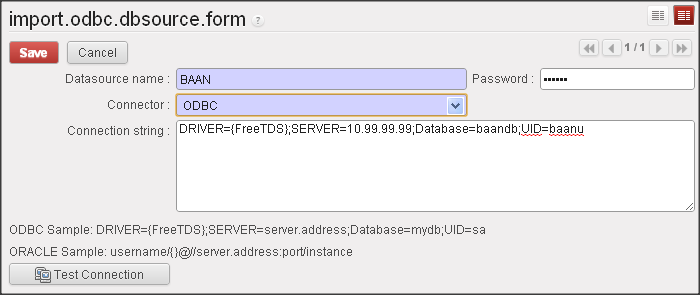 import.odbc.dbsource.form ?
Save Cancel 1 / 1
Datasource name : BAAN Password : ••••••
Connector : ODBC
Connection string : DRIVER={FreeTDS};SERVER=10.99.99.99;Database=baandb;UID=baanu
ODBC Sample: DRIVER={FreeTDS};SERVER=server.address;Database=mydb;UID=sa
ORACLE Sample: username/{}@//server.address:port/instance
Test Connection